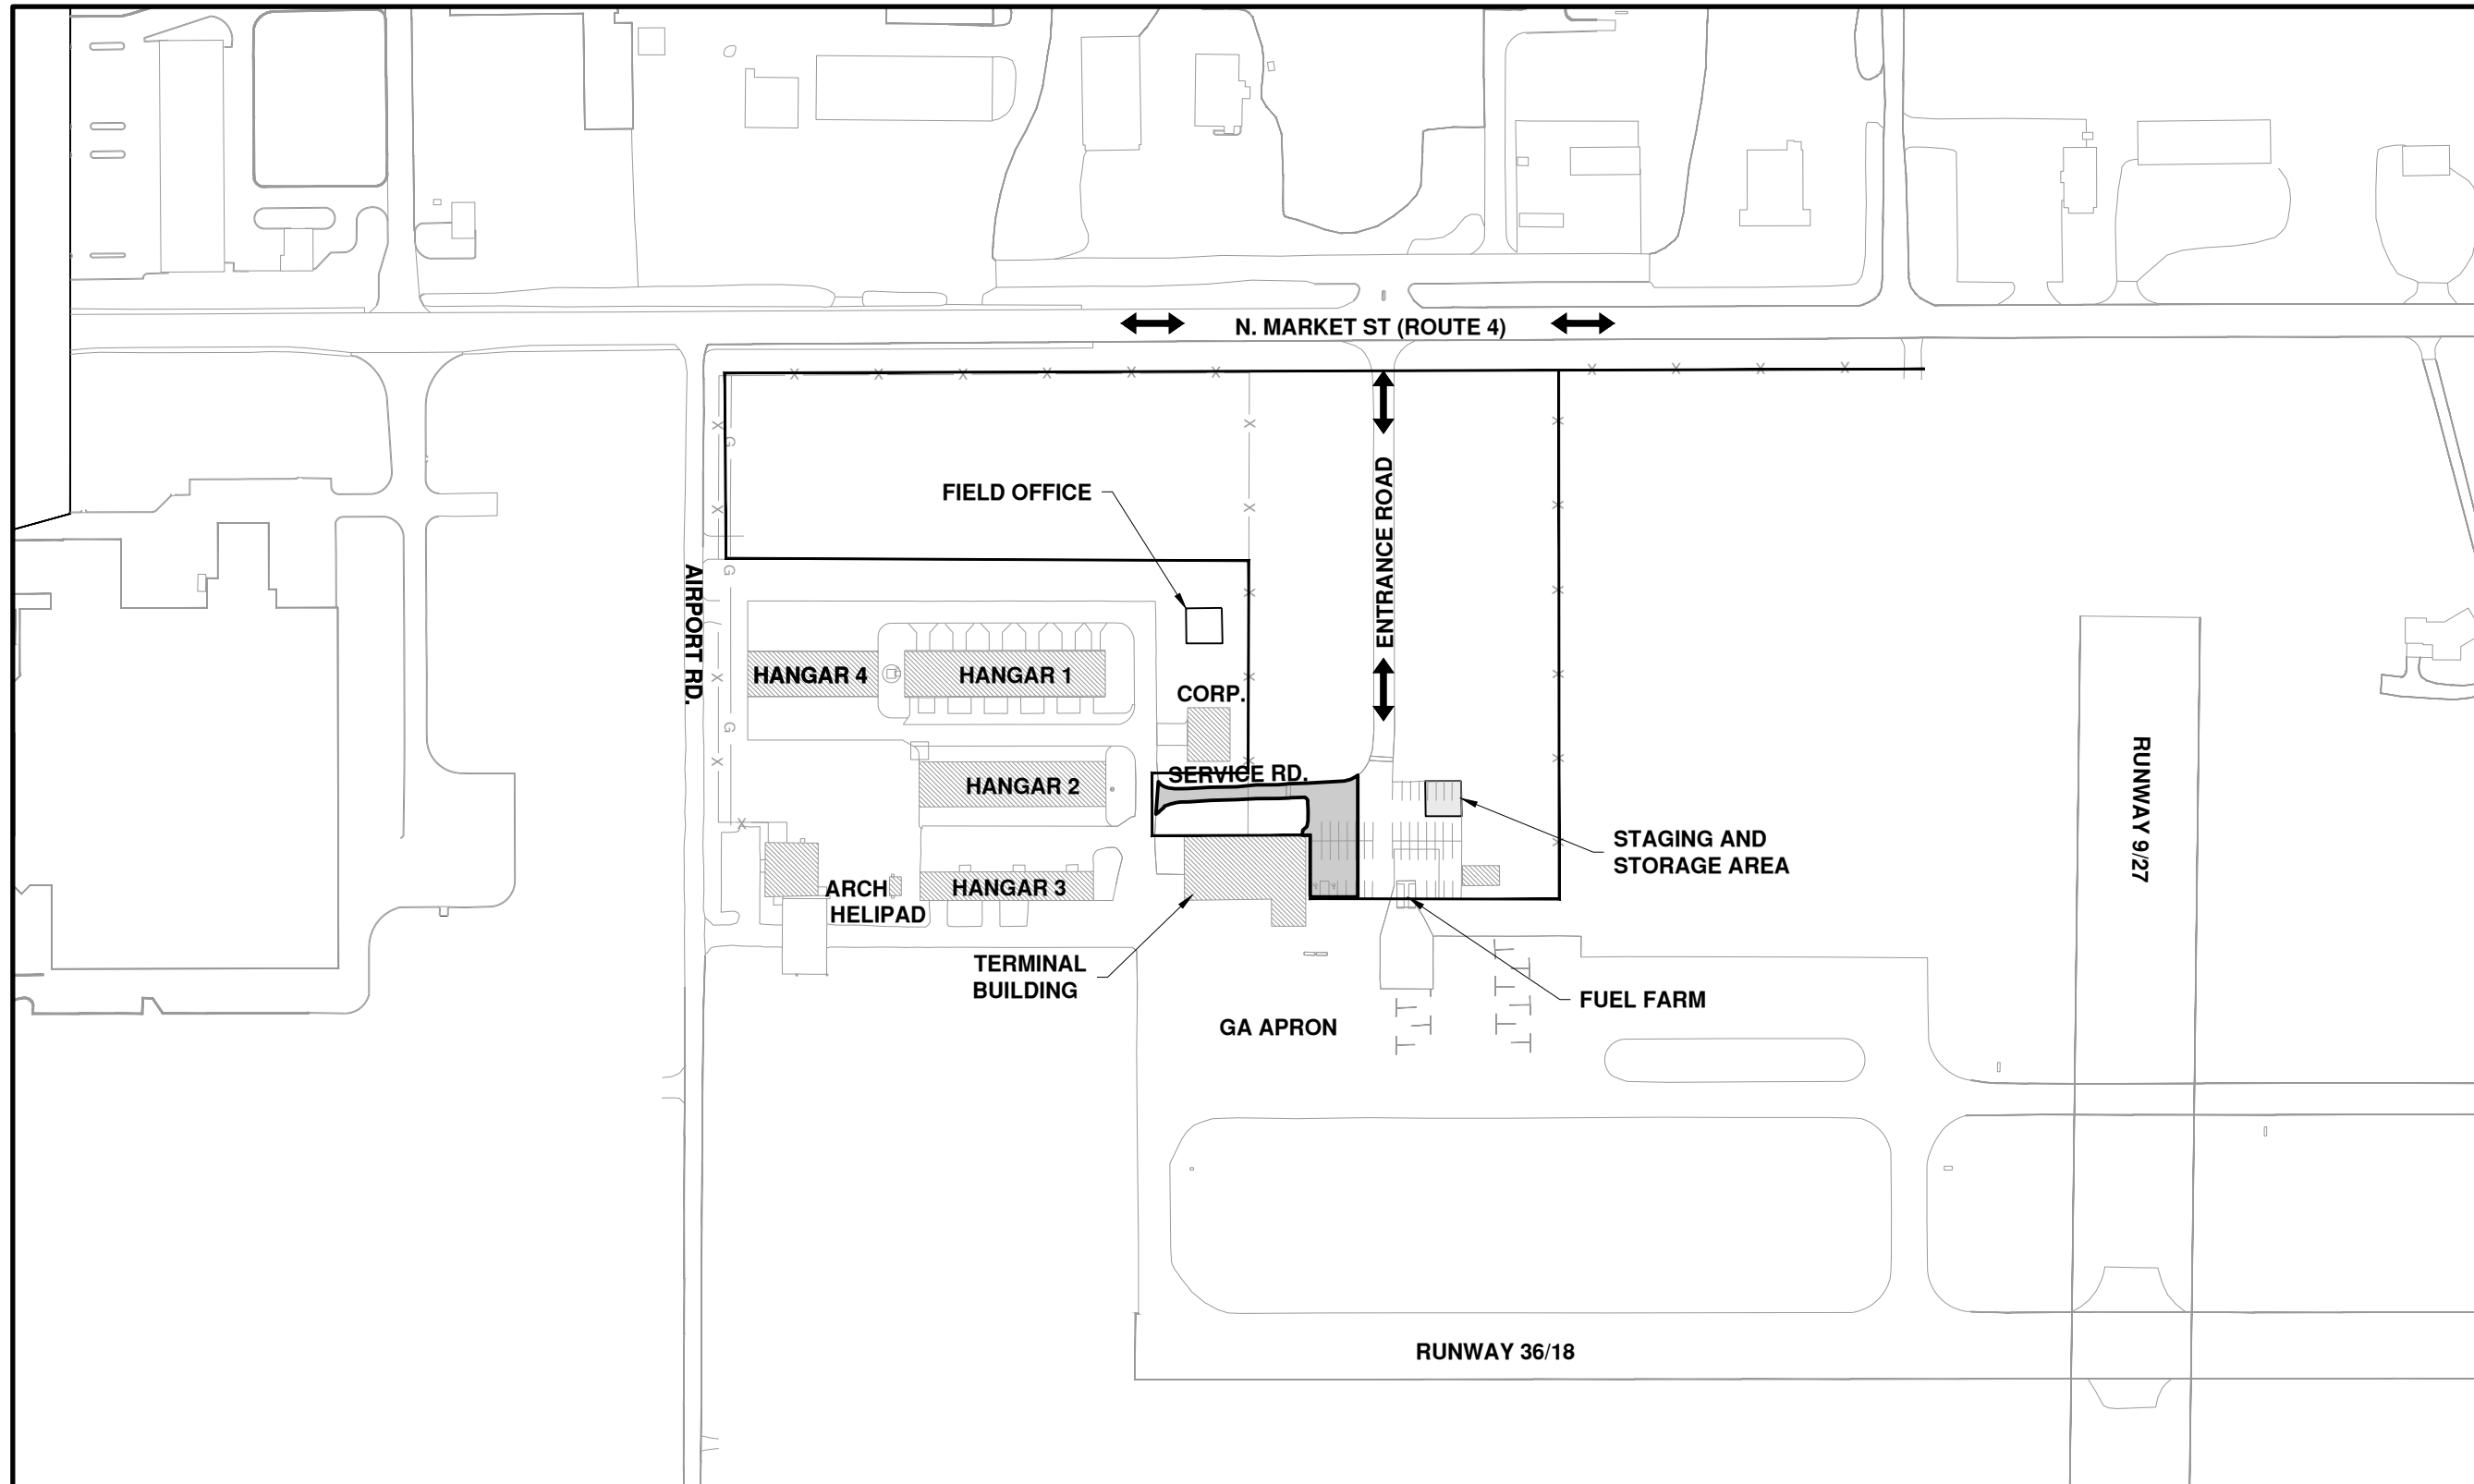 N. MARKET ST (ROUTE 4)
FIELD OFFICE
ENTRANCE ROAD
AIRPORT RD.
HANGAR 4
HANGAR 1
CORP.
SERVICE RD.
HANGAR 2
RUNWAY 9/27
STAGING AND
STORAGE AREA
ARCH
HELIPAD
HANGAR 3
TERMINAL
BUILDING
FUEL FARM
GA APRON
RUNWAY 36/18
X X X X X X X X X X
X X X X X
X X X X X X
X X X X X
G G G